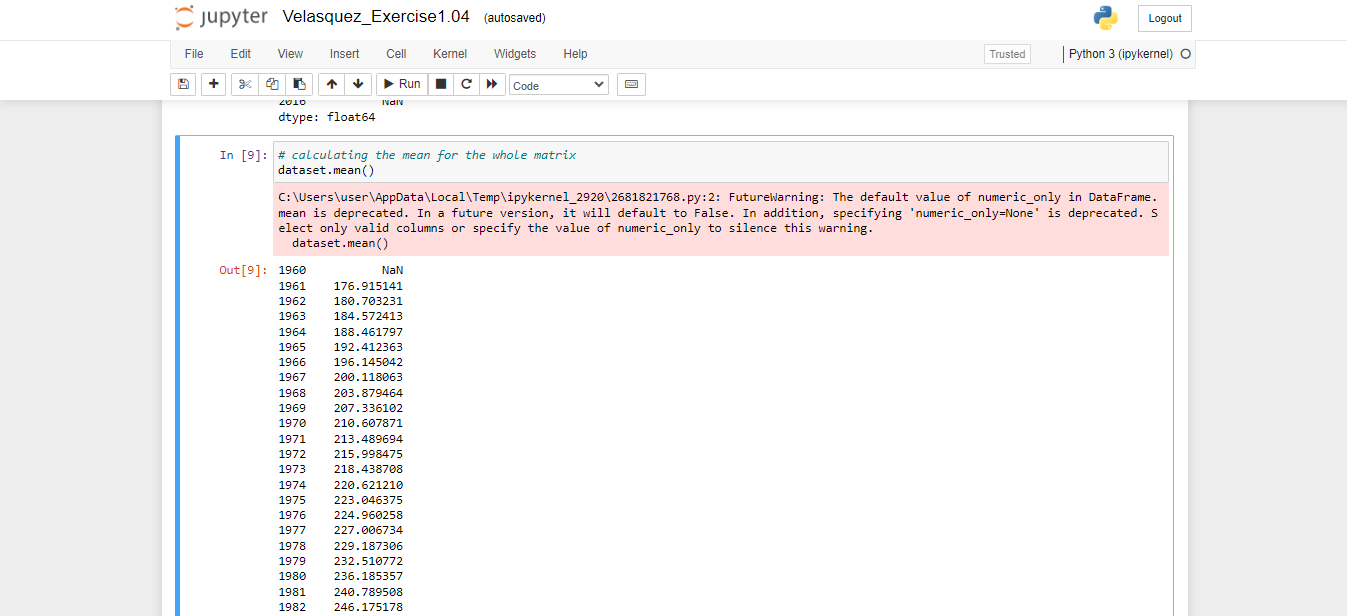 jupyter Velasquez_Exercise1.04 (autosaved) Logout
File Edit View Insert Cell Kernel Widgets Help Trusted Python 3 (ipykernel)
Run Code
2016 NaN
dtype: float64
In [9]: # calculating the mean for the whole matrix
dataset.mean()
C:\Users\user\AppData\Local\Temp\ipykernel_2920\2681821768.py:2: FutureWarning: The default value of numeric_only in DataFrame.
mean is deprecated. In a future version, it will default to False. In addition, specifying 'numeric_only=None' is deprecated. S
elect only valid columns or specify the value of numeric_only to silence this warning.
dataset.mean()
Out[9]: 1960 NaN
1961 176.915141
1962 180.703231
1963 184.572413
1964 188.461797
1965 192.412363
1966 196.145042
1967 200.118063
1968 203.879464
1969 207.336102
1970 210.607871
1971 213.489694
1972 215.998475
1973 218.438708
1974 220.621210
1975 223.046375
1976 224.960258
1977 227.006734
1978 229.187306
1979 232.510772
1980 236.185357
1981 240.789508
1982 246.175178